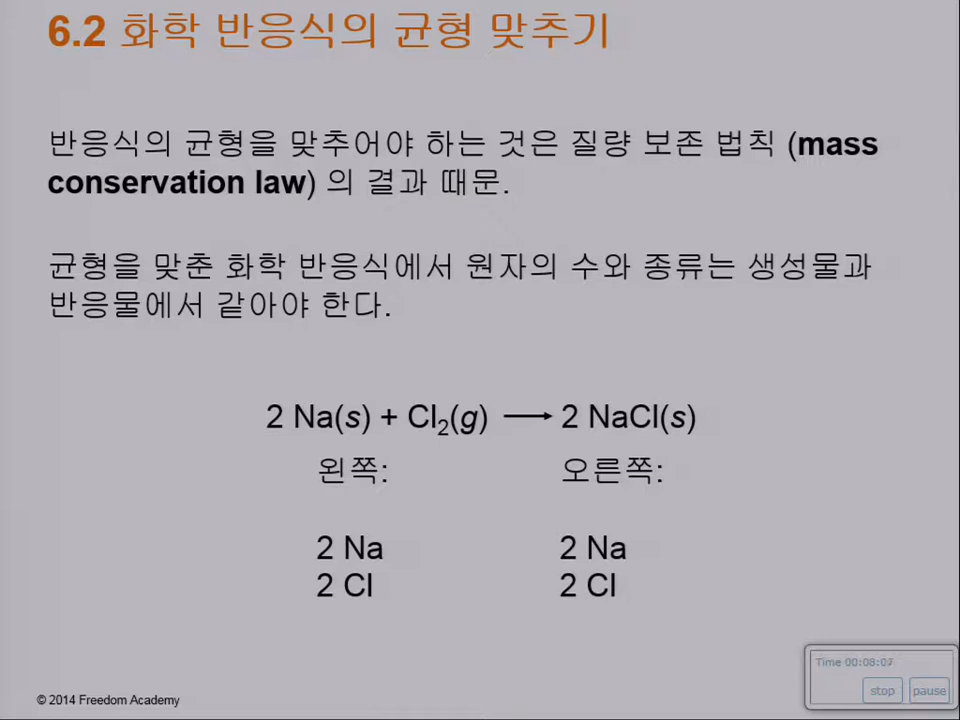 6.2 화학 반응식의 균형 맞추기
반응식의 균형을 맞추어야 하는 것은 질량 보존 법칙 (mass
conservation law) 의 결과 때문.
균형을 맞춘 화학 반응식에서 원자의 수와 종류는 생성물과
반응물에서 같아야 한다.
2 Na(s) + Cl₂(g) ⟶ 2 NaCl(s)
왼쪽: 오른쪽:
2 Na 2 Na
2 Cl 2 Cl
Time 00:08:07
stop pause
© 2014 Freedom Academy